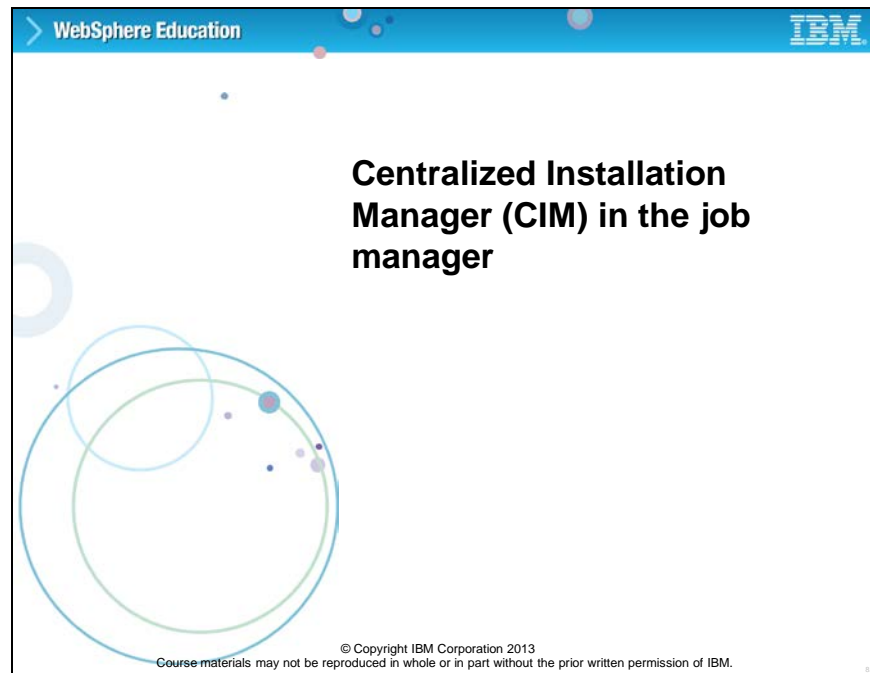 WebSphere Education
IBM
Centralized Installation
Manager (CIM) in the job
manager
© Copyright IBM Corporation 2013
Course materials may not be reproduced in whole or in part without the prior written permission of IBM.